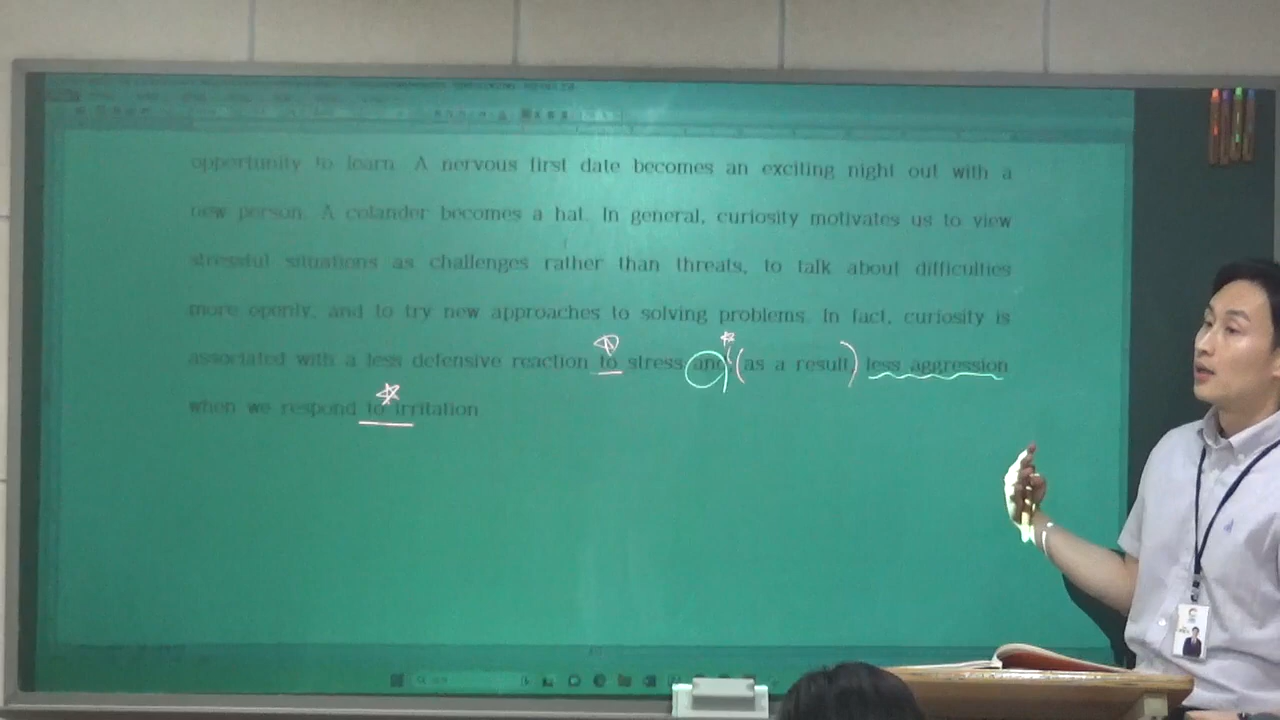 opportunity to learn. A nervous first date becomes an exciting night out with a
new person. A colander becomes a hat. In general, curiosity motivates us to view
stressful situations as challenges rather than threats, to talk about difficulties
more openly, and to try new approaches to solving problems. In fact, curiosity is
associated with a less defensive reaction to stress and, (as a result) less aggression
when we respond to irritation